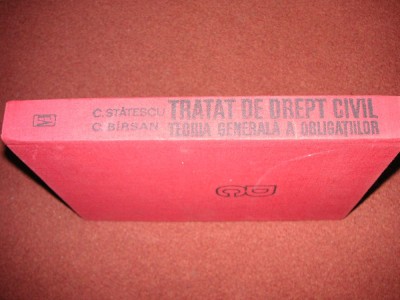 C. STĂTESCU
C. BÎRSAN
TRATAT DE DREPT CIVIL
TEORIA GENERALĂ A OBLIGAȚIILOR